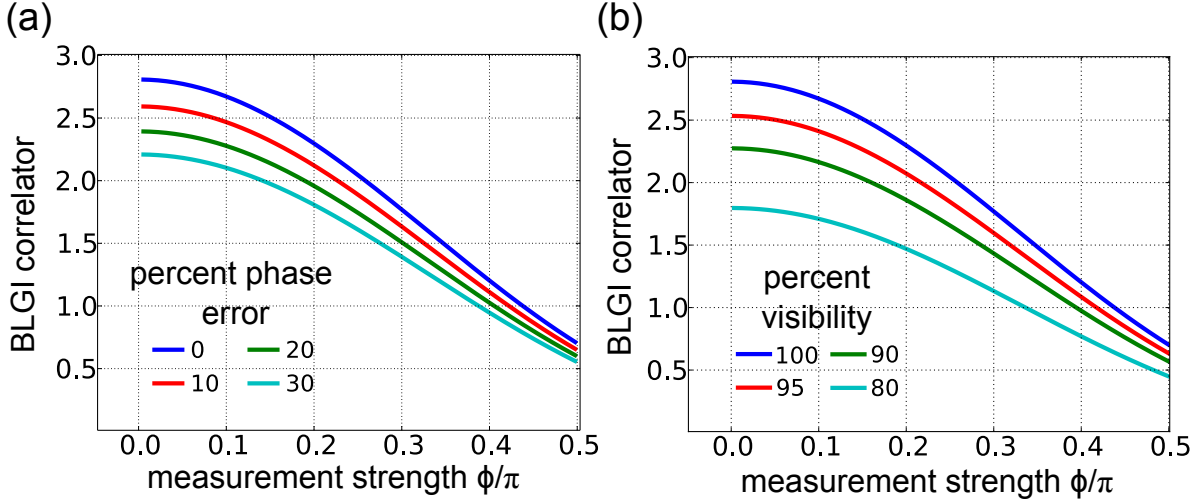 (a)
3.0
2.5
2.0
1.5
1.0
0.5
BLGI correlator
percent phase
error
0 20
10 30
0.0 0.1 0.2 0.3 0.4 0.5
measurement strength ϕ/π
(b)
3.0
2.5
2.0
1.5
1.0
0.5
BLGI correlator
percent
visibility
100 90
95 80
0.0 0.1 0.2 0.3 0.4 0.5
measurement strength ϕ/π